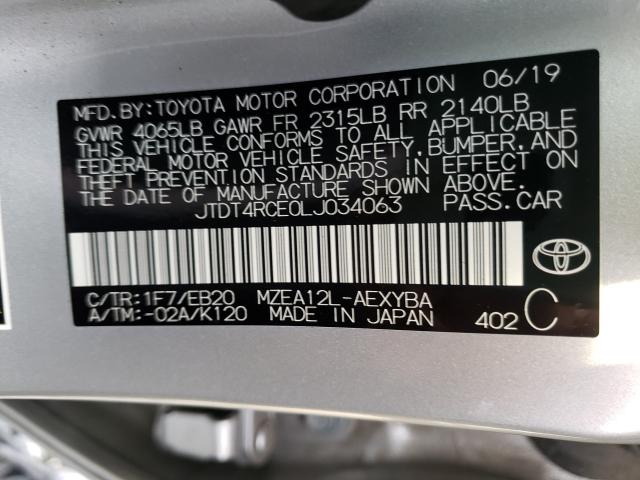 MFD.BY:TOYOTA MOTOR CORPORATION 06/19
GVWR 4065LB GAWR FR 2315LB RR 2140LB
THIS VEHICLE CONFORMS TO ALL APPLICABLE
FEDERAL MOTOR VEHICLE SAFETY,BUMPER,AND
THEFT PREVENTION STANDARDS IN EFFECT ON
THE DATE OF MANUFACTURE SHOWN ABOVE.
JTDT4RCE0LJ034063 PASS.CAR
C/TR:1F7/EB20 MZEA12L-AEXYBA
A/TM:-02A/K120 MADE IN JAPAN 402 C